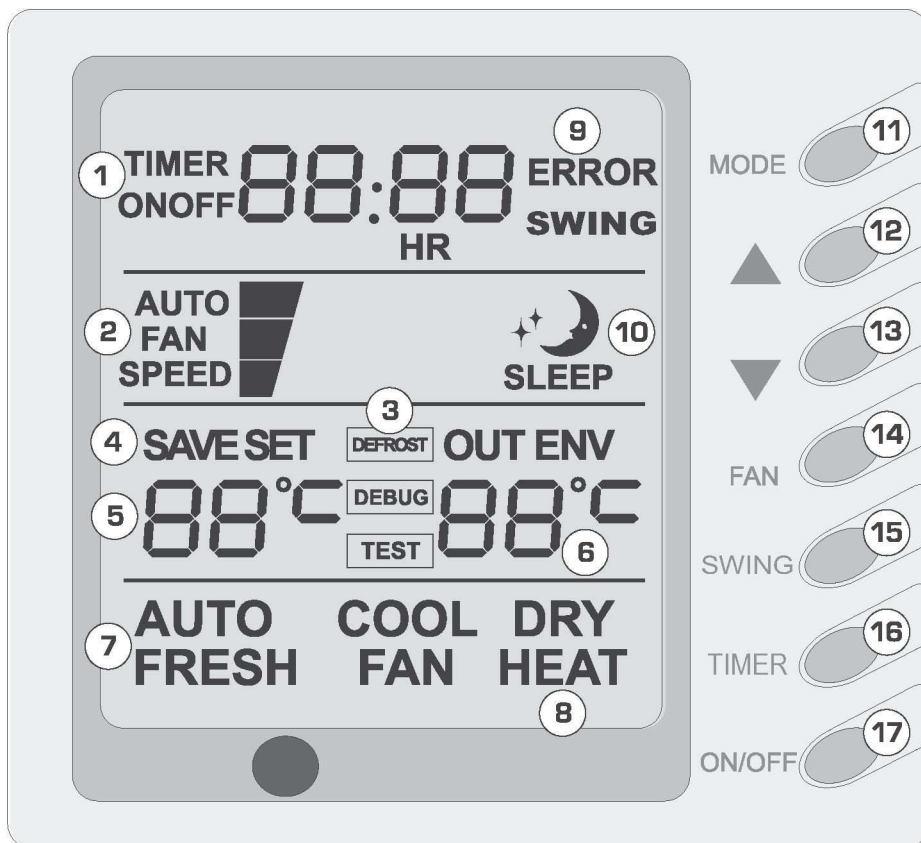 9
1 TIMER 88:88 ERROR
ONOFF SWING
HR
AUTO
2 FAN 10
SPEED SLEEP
3
4 SAVE SET DEFROST OUT ENV
5 88°C DEBUG 88°C
TEST 6
AUTO COOL DRY
7 FRESH FAN HEAT
8
MODE 11
▲ 12
▼ 13
FAN 14
SWING 15
TIMER 16
ON/OFF 17